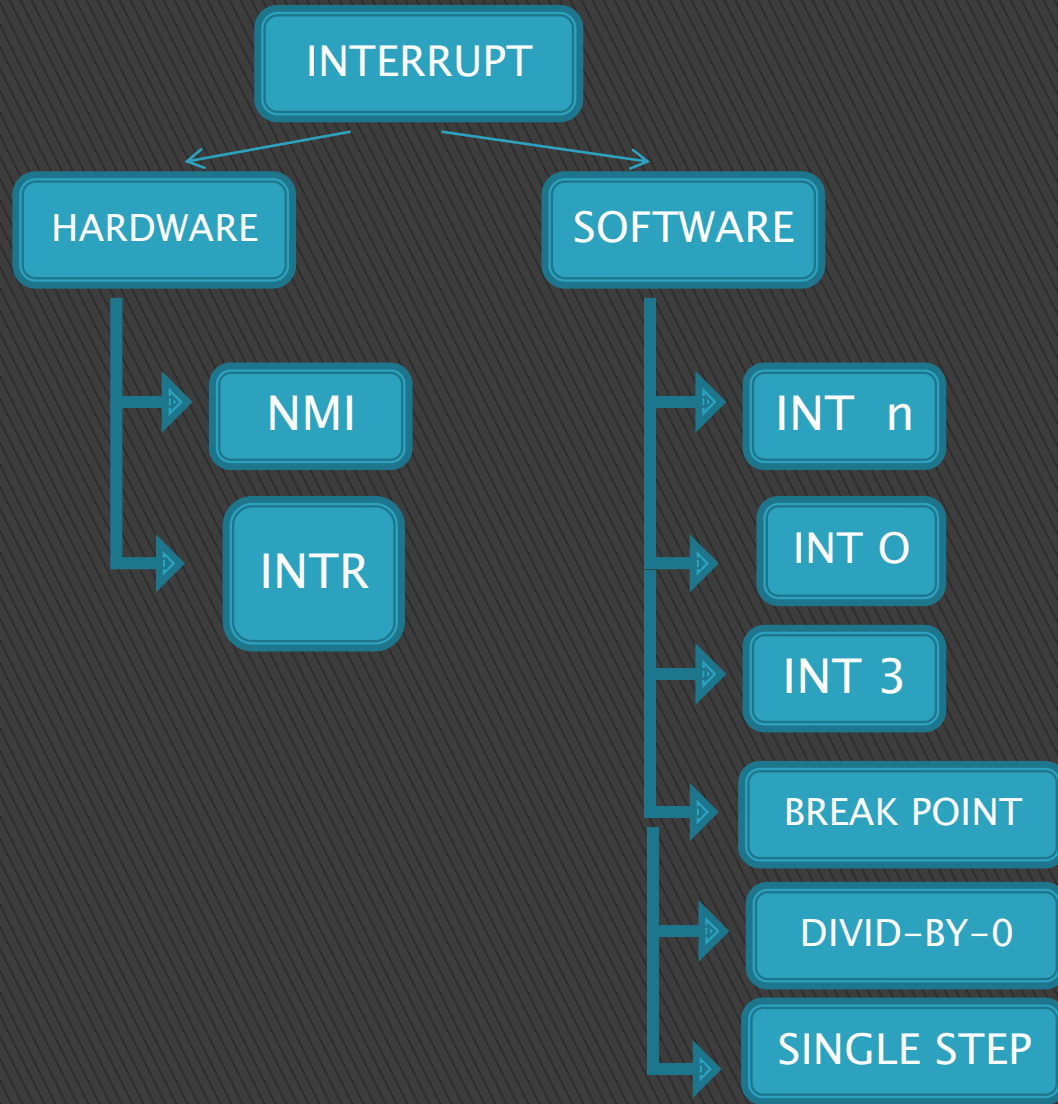 INTERRUPT
HARDWARE
SOFTWARE
NMI
INTR
INT n
INT O
INT 3
BREAK POINT
DIVID-BY-0
SINGLE STEP